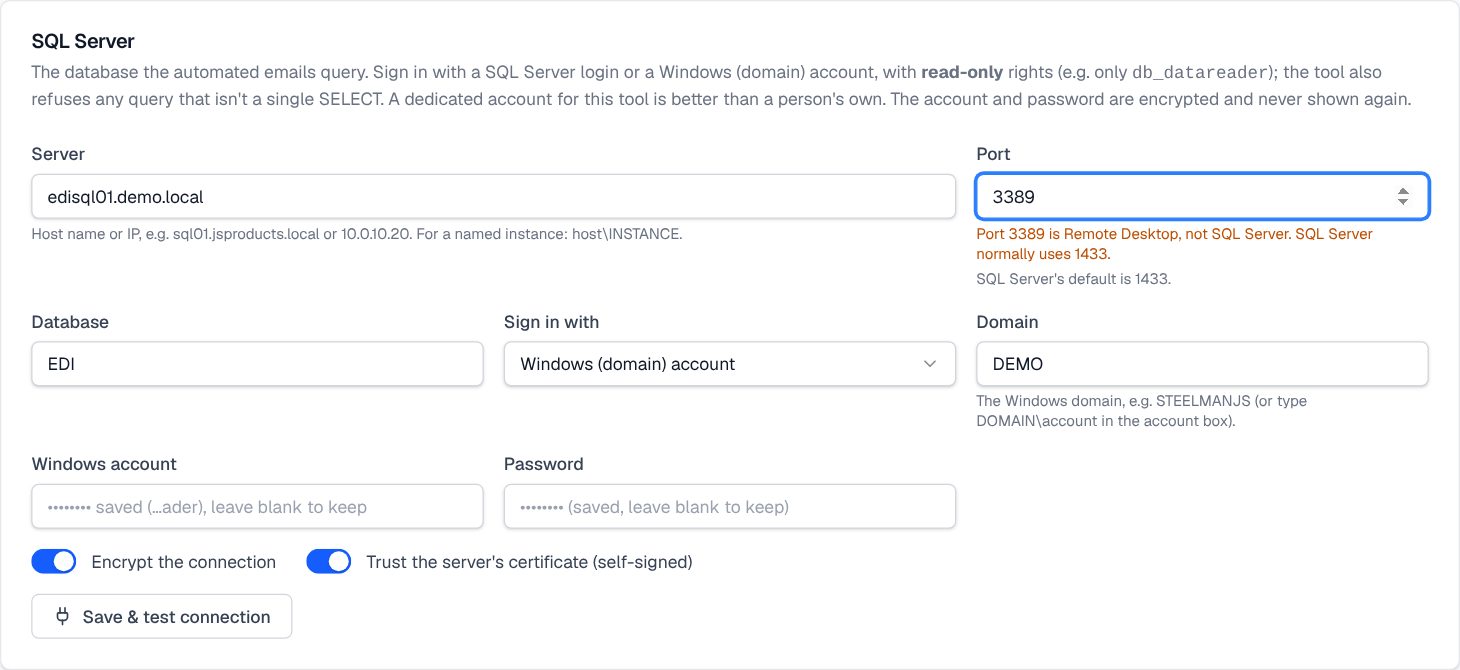 SQL Server
The database the automated emails query. Sign in with a SQL Server login or a Windows (domain) account, with read-only rights (e.g. only db_datareader); the tool also
refuses any query that isn't a single SELECT. A dedicated account for this tool is better than a person's own. The account and password are encrypted and never shown again.
Server
edisql01.demo.local
Host name or IP, e.g. sql01.jsproducts.local or 10.0.10.20. For a named instance: host\INSTANCE.
Port
3389
Port 3389 is Remote Desktop, not SQL Server. SQL Server
normally uses 1433.
SQL Server's default is 1433.
Database
EDI
Sign in with
Windows (domain) account
Domain
DEMO
The Windows domain, e.g. STEELMANJS (or type
DOMAIN\account in the account box).
Windows account
•••••••• saved (...ader), leave blank to keep
Password
•••••••• (saved, leave blank to keep)
Encrypt the connection
Trust the server's certificate (self-signed)
Save & test connection